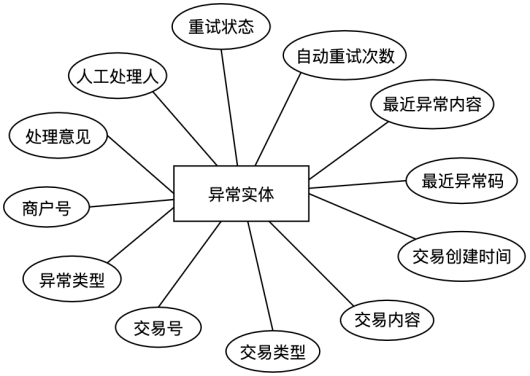 重试状态
自动重试次数
人工处理人
最近异常内容
处理意见
最近异常码
异常实体
商户号
交易创建时间
异常类型
交易内容
交易号
交易类型